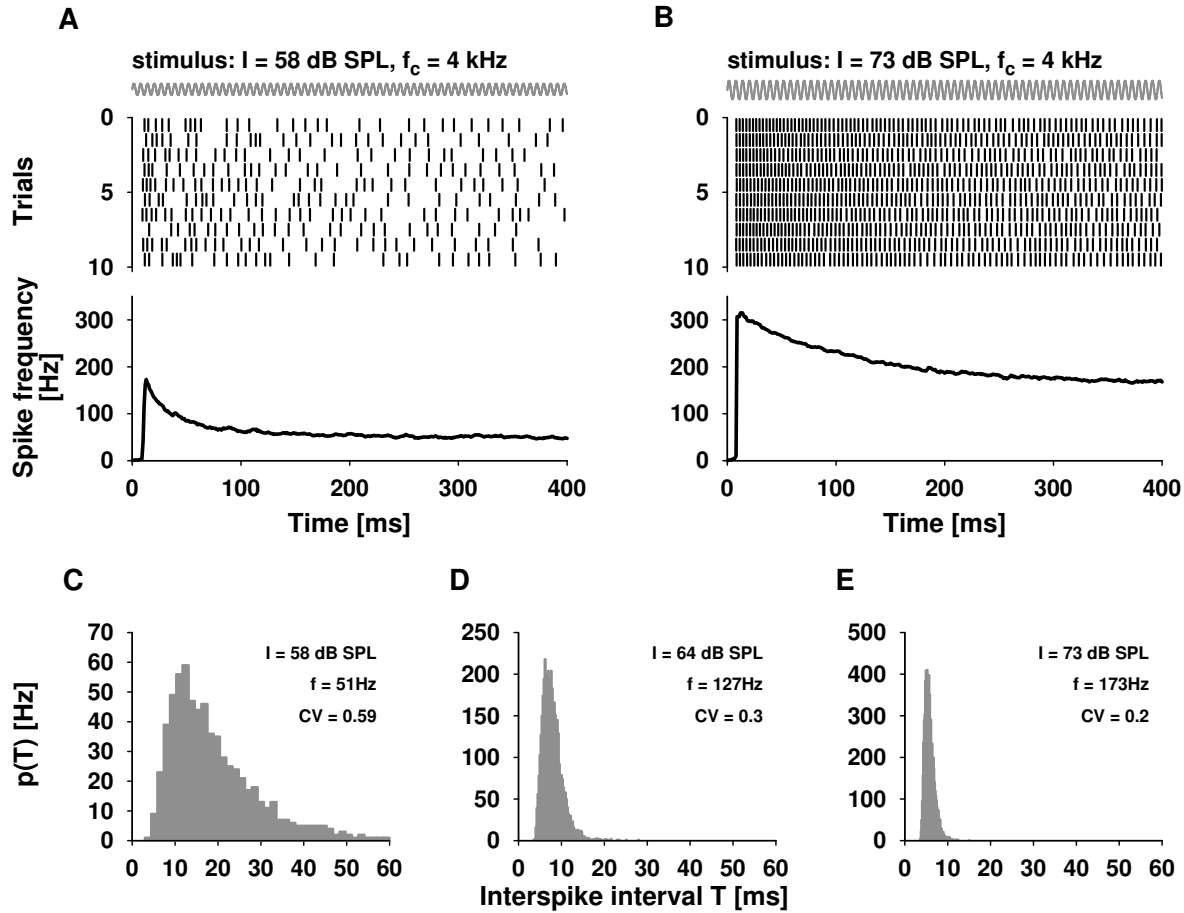 A
stimulus: I = 58 dB SPL, fc = 4 kHz
0
5
10
Trials
300
200
100
0
Spike frequency
[Hz]
0 100 200 300 400
Time [ms]
B
stimulus: I = 73 dB SPL, fc = 4 kHz
0
5
10
300
200
100
0
0 100 200 300 400
Time [ms]
C
70
60
50
40
30
20
10
0
p(T) [Hz]
I = 58 dB SPL
f = 51Hz
CV = 0.59
0 10 20 30 40 50 60
D
250
200
150
100
50
0
I = 64 dB SPL
f = 127Hz
CV = 0.3
0 10 20 30 40 50 60
E
500
400
300
200
100
0
I = 73 dB SPL
f = 173Hz
CV = 0.2
0 10 20 30 40 50 60
Interspike interval T [ms]